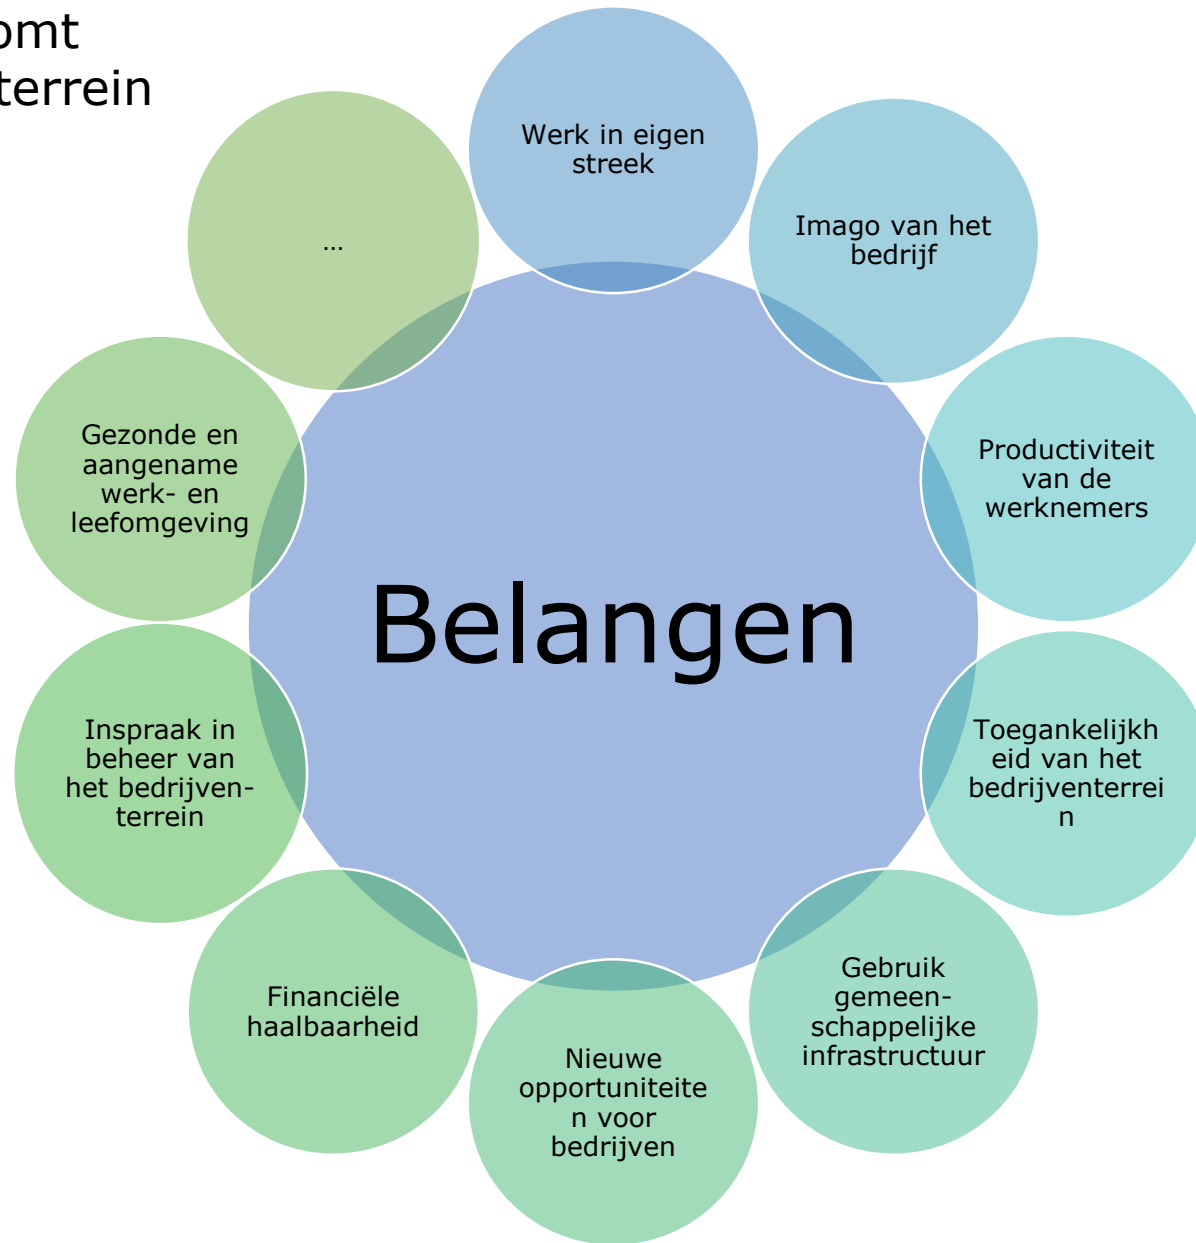 omt
terrein
Werk in eigen
streek
Imago van het
bedrijf
Productiviteit
van de
werknemers
Toegankelijkh
eid van het
bedrijventerrei
n
Gebruik
gemeen-
schappelijke
infrastructuur
Nieuwe
opportuniteite
n voor
bedrijven
Financiële
haalbaarheid
Inspraak in
beheer van
het bedrijven-
terrein
Gezonde en
aangename
werk- en
leefomgeving
...
Belangen